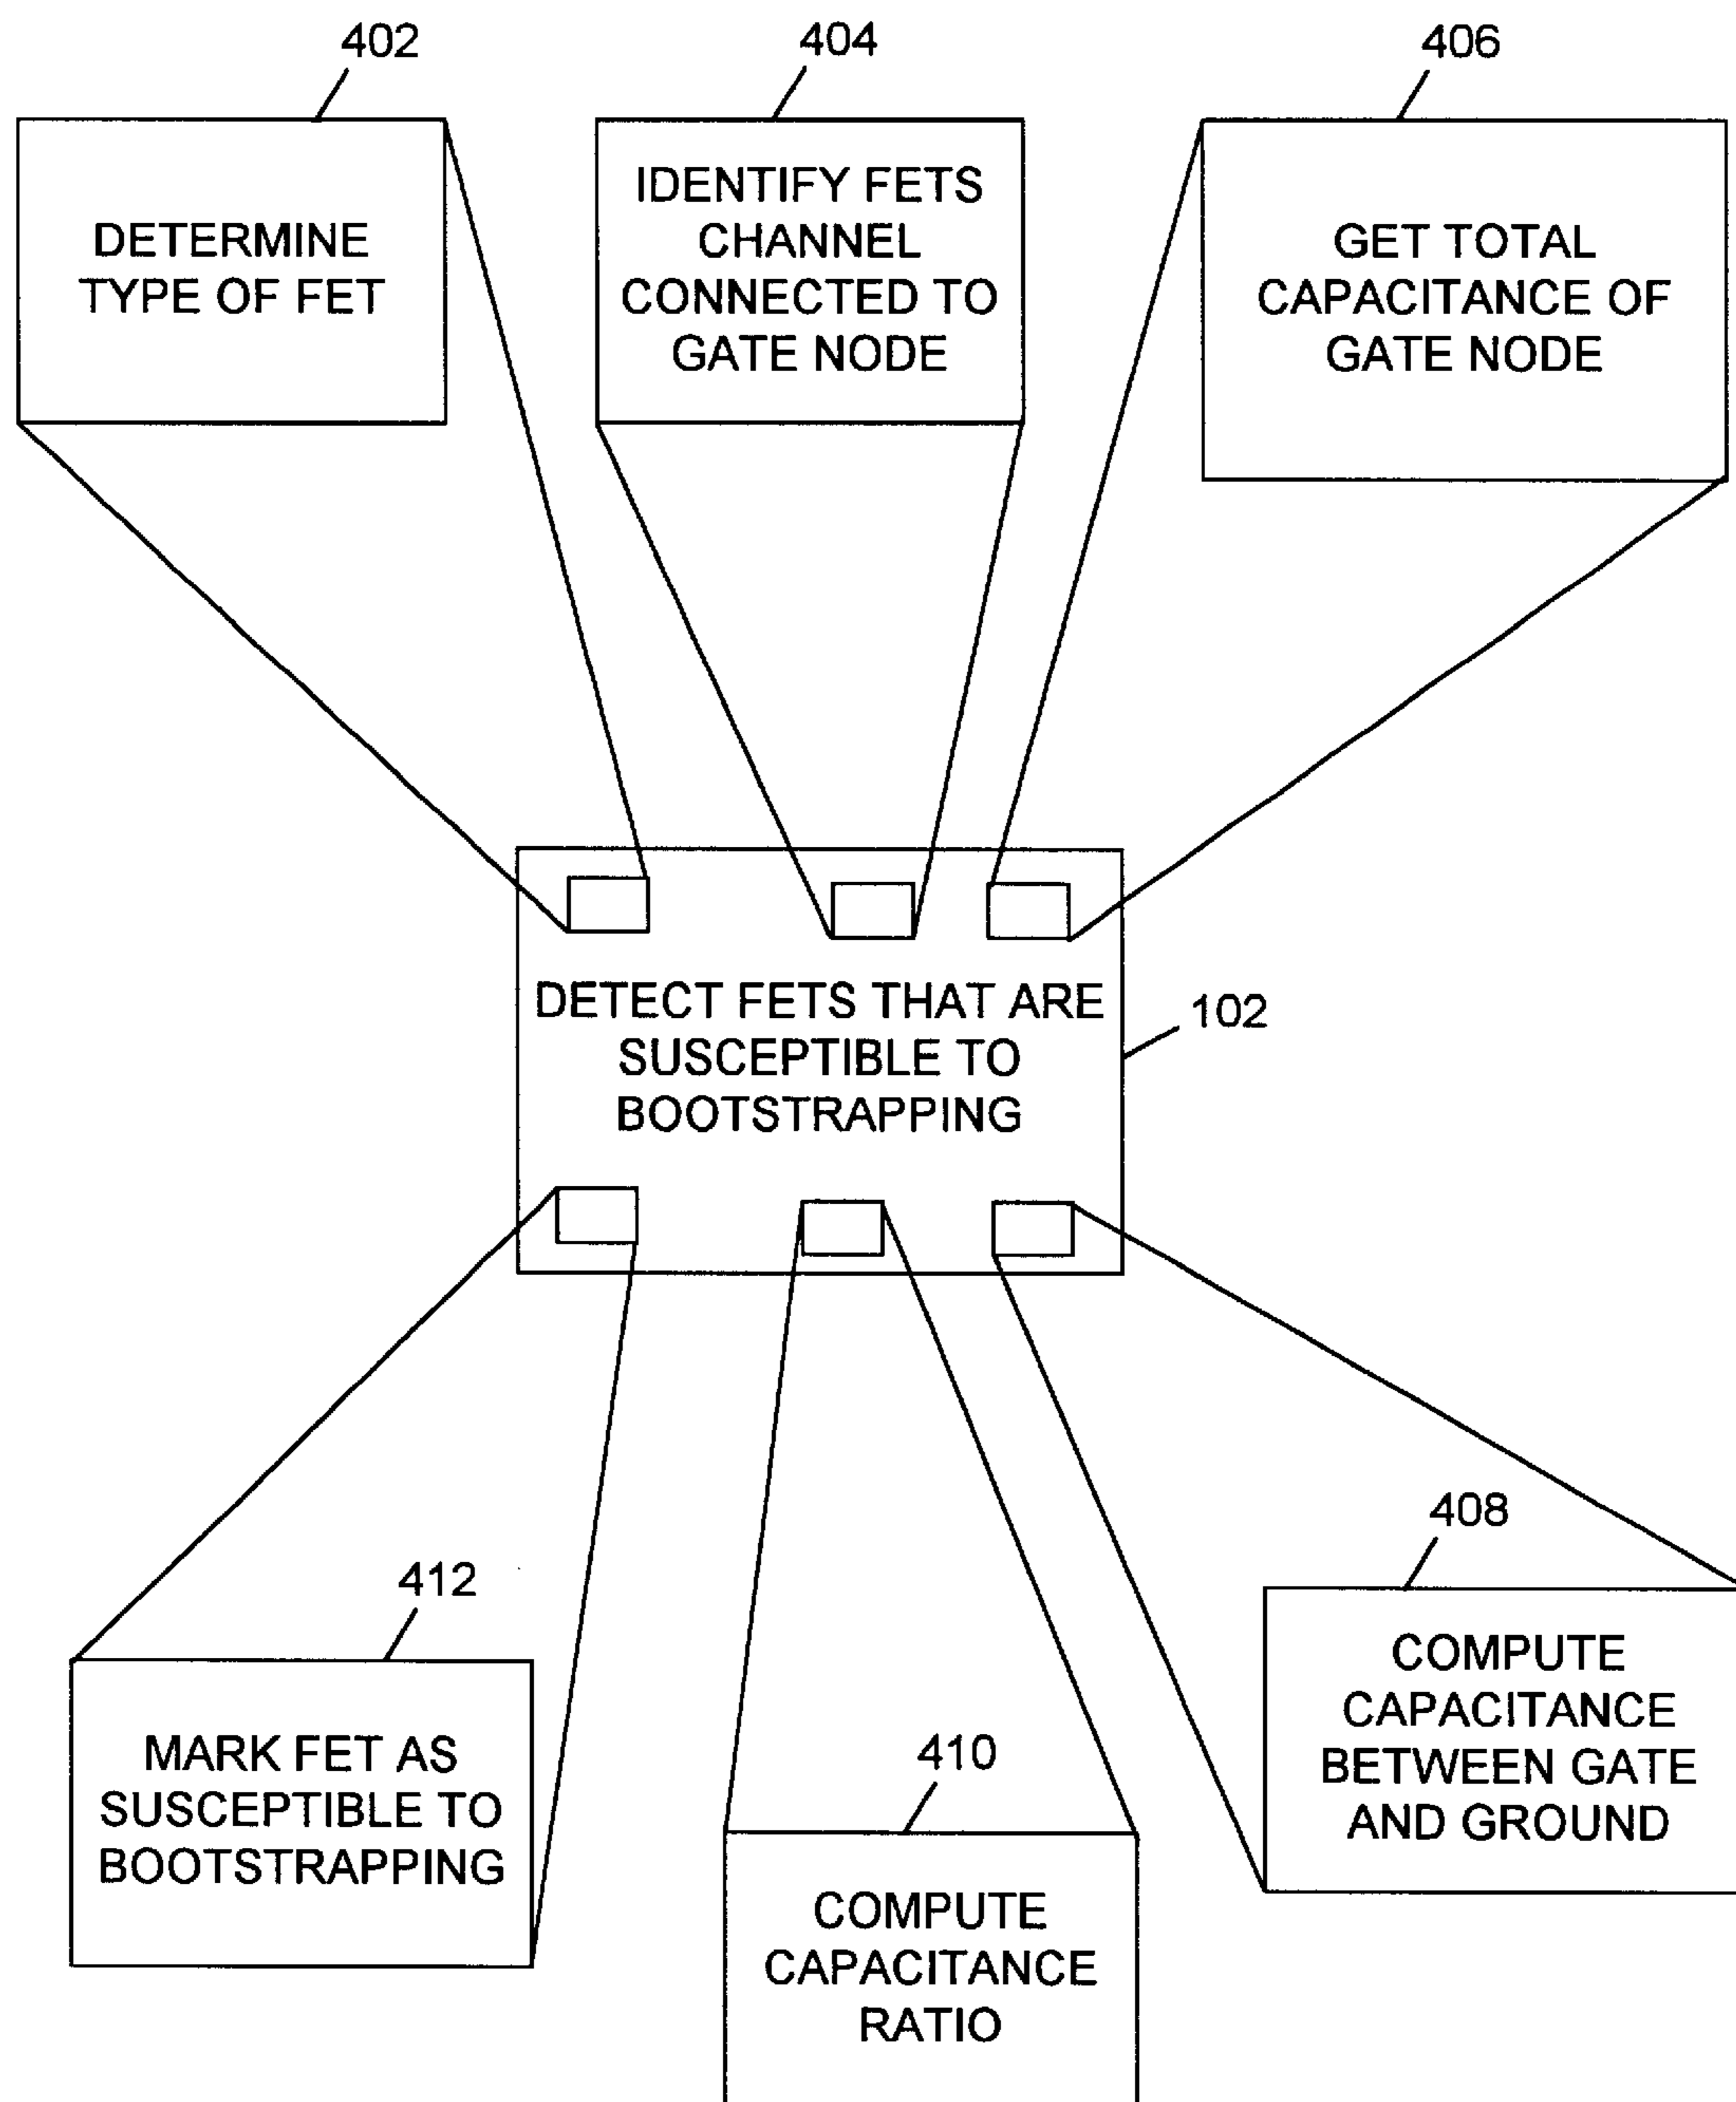 402
404
406
DETERMINE
TYPE OF FET
IDENTIFY FETS
CHANNEL
CONNECTED TO
GATE NODE
GET TOTAL
CAPACITANCE OF
GATE NODE
DETECT FETS THAT ARE
SUSCEPTIBLE TO
BOOTSTRAPPING
102
412
MARK FET AS
SUSCEPTIBLE TO
BOOTSTRAPPING
410
COMPUTE
CAPACITANCE
RATIO
408
COMPUTE
CAPACITANCE
BETWEEN GATE
AND GROUND